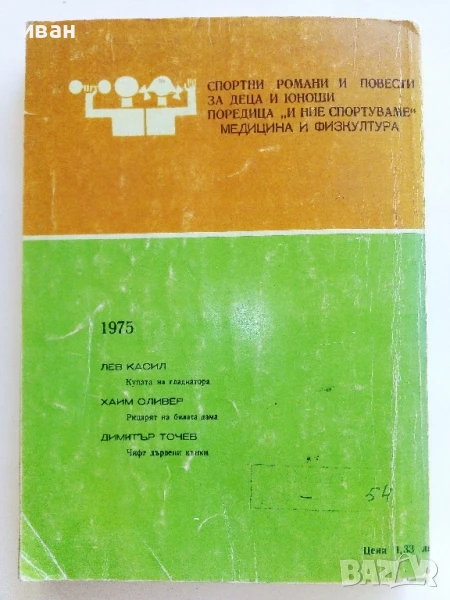 иван
СПОРТНИ РОМАНИ И ПОВЕСТИ
ЗА ДЕЦА И ЮНОШИ
ПОРЕДИЦА „И НИЕ СПОРТУВАМЕ"
МЕДИЦИНА И ФИЗКУЛТУРА
1975
ЛЕВ КАСИЛ
Купата на гладиатора
ХАИМ ОЛИВЕР
Рицарят на бялата дама
ДИМИТЪР ТОЧЕВ
Чифт дървени кънки
54
Цена 1,33 лв
BAZAR